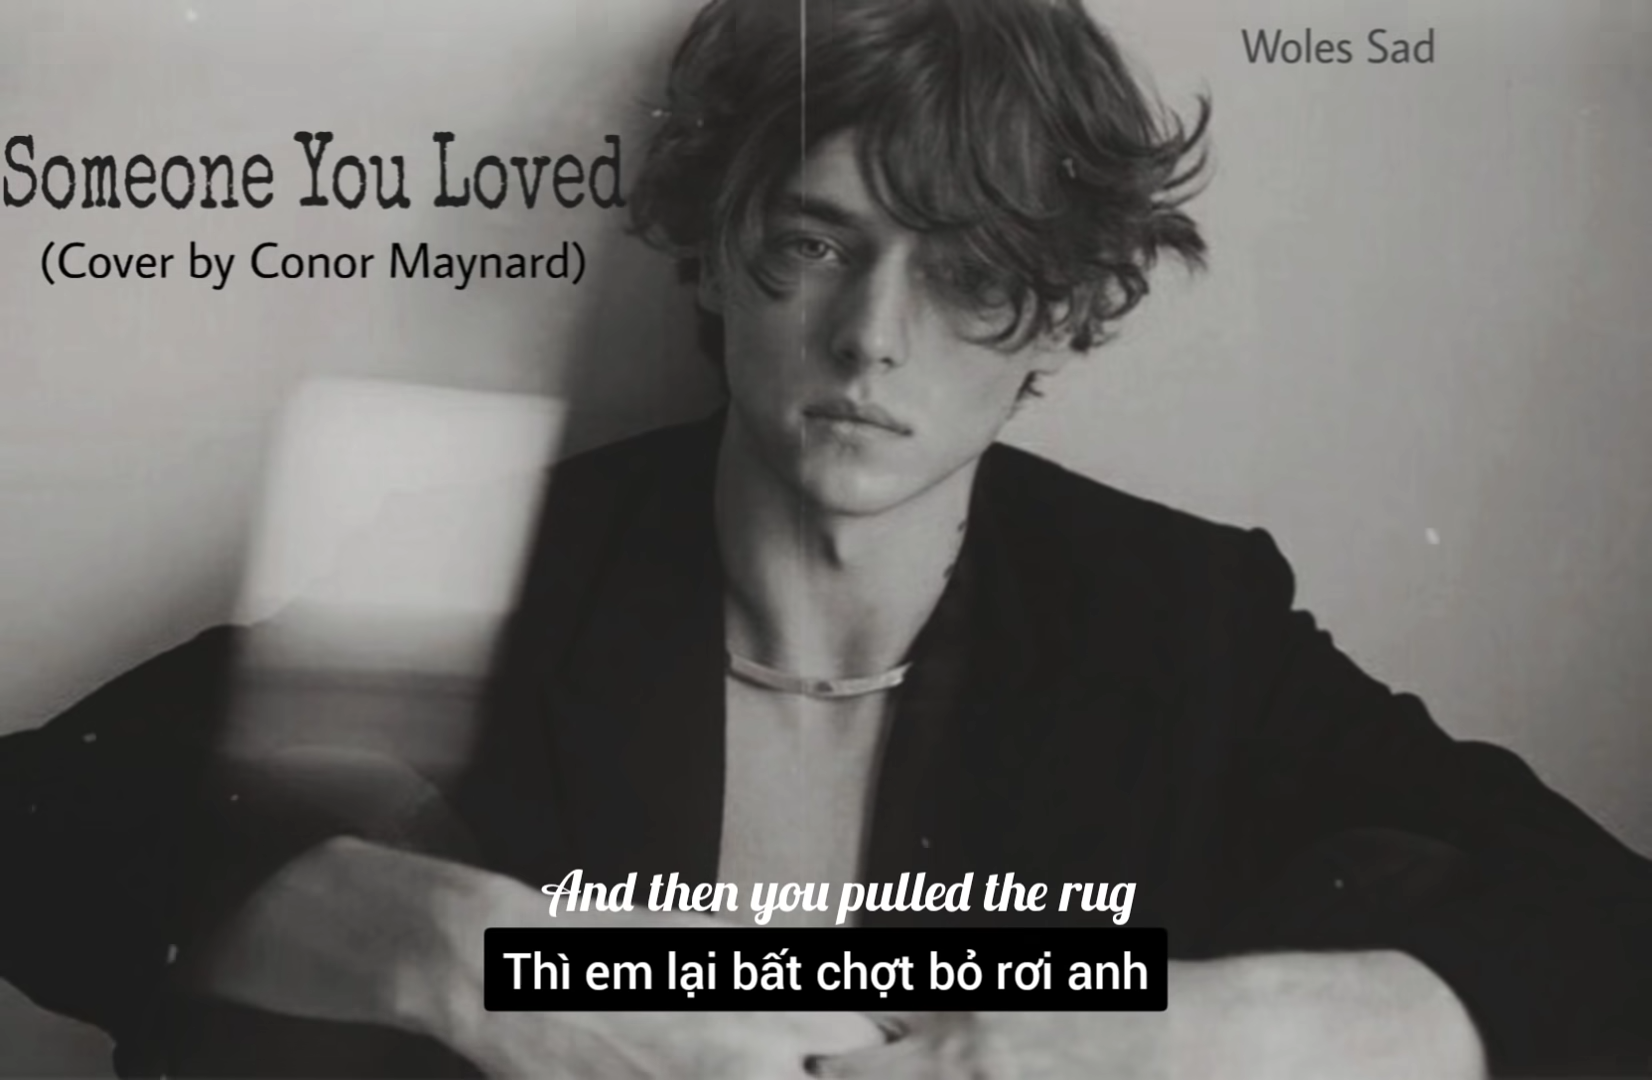 Woles Sad
Someone You Loved
(Cover by Conor Maynard)
And then you pulled the rug
Thì em lại bất chợt bỏ rơi anh